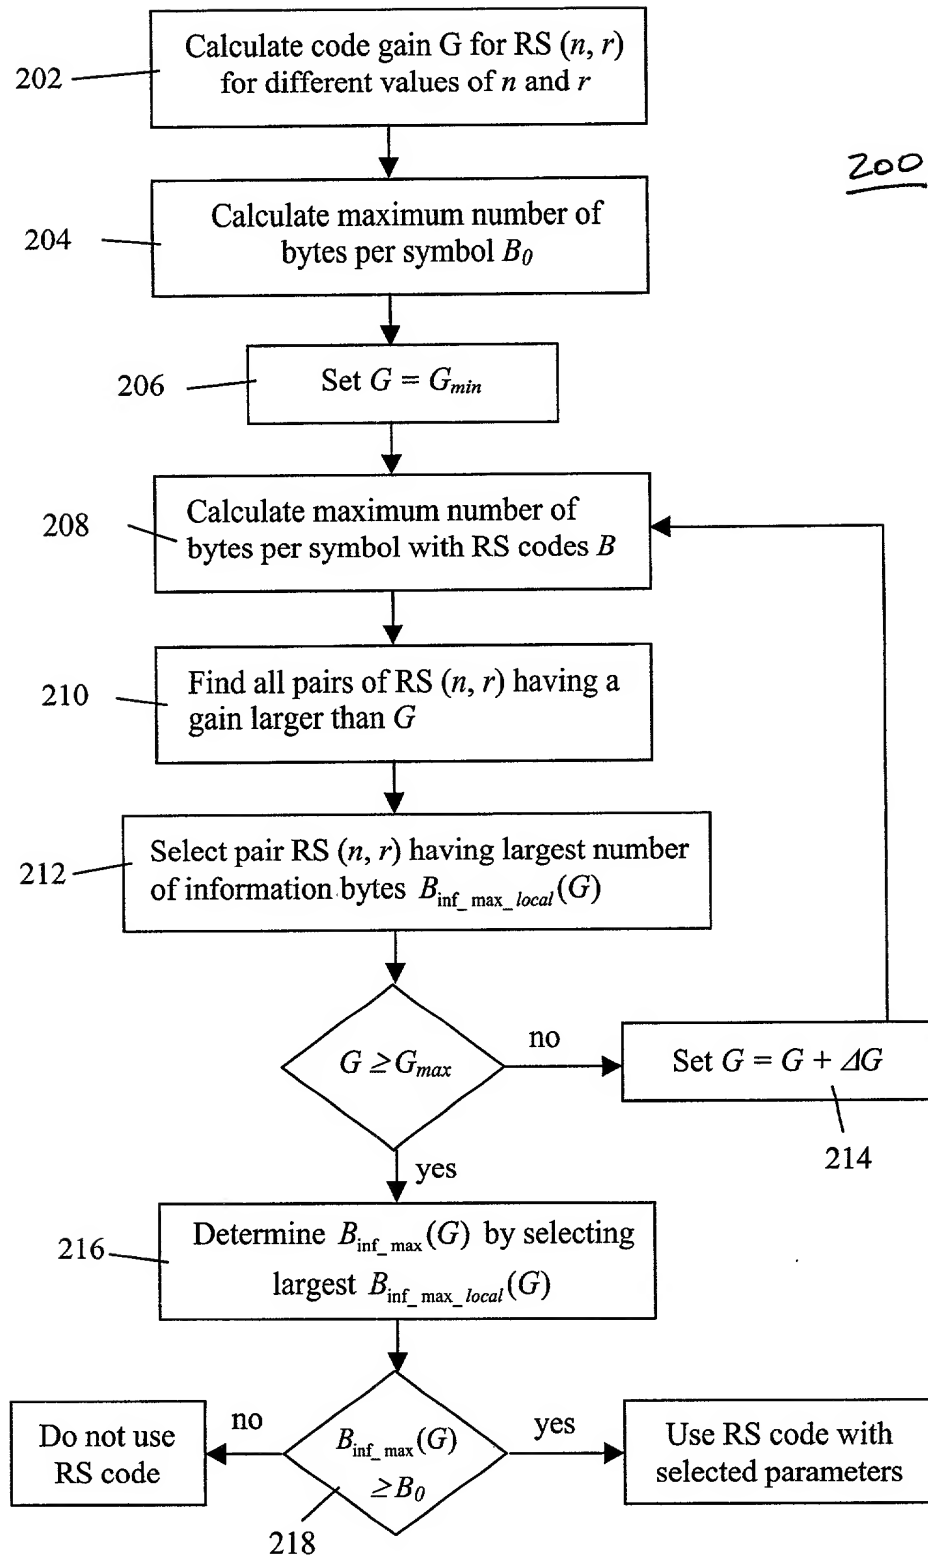 Calculate code gain G for RS (n, r)
for different values of n and r
202
200
Calculate maximum number of
bytes per symbol B0
204
Set G = Gmin
206
Calculate maximum number of
bytes per symbol with RS codes B
208
Find all pairs of RS (n, r) having a
gain larger than G
210
Select pair RS (n, r) having largest number
of information bytes Binf_max_local(G)
212
G ≥ Gmax
no
Set G = G + ΔG
214
yes
Determine Binf_max(G) by selecting
largest Binf_max_local(G)
216
Do not use
RS code
no
Binf_max(G)
≥B0
218
yes
Use RS code with
selected parameters